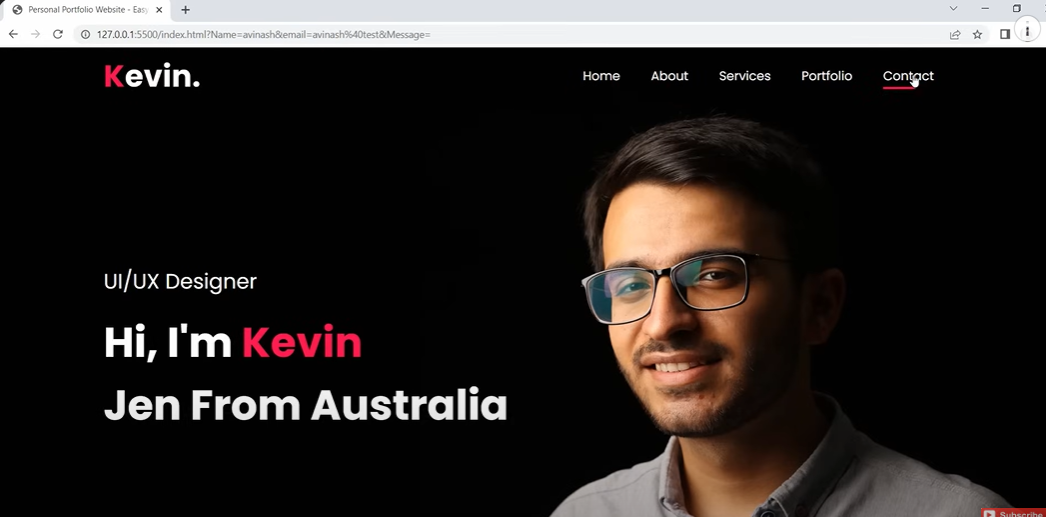 Personal Portfolio Website - Easy
127.0.0.1:5500/index.html?Name=avinash&email=avinash%40test&Message=
Kevin.
Home About Services Portfolio Contact
UI/UX Designer
Hi, I'm Kevin
Jen From Australia
Subscribe